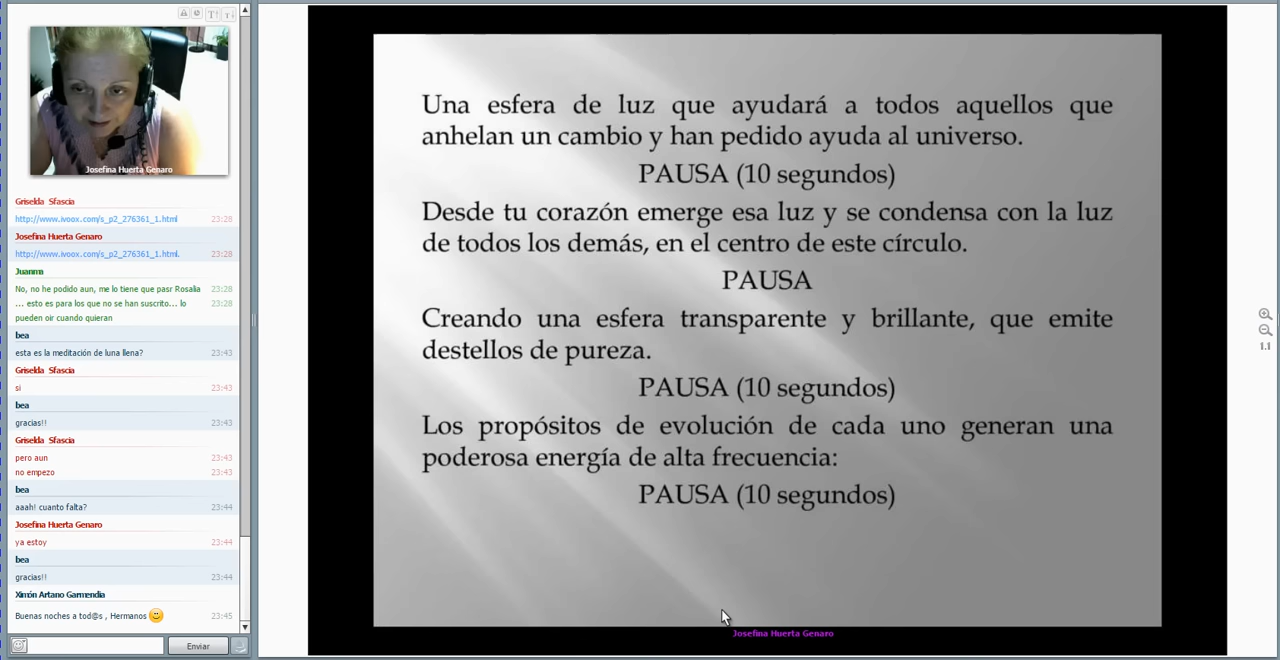 Josefina Huerta Genaro
Griselda Sfascia
http://www.ivoox.com/s_p2_276361_1.html 23:28
Josefina Huerta Genaro
http://www.ivoox.com/s_p2_276361_1.html. 23:28
Juanma
No, no he podido aun, me lo tiene que pasr Rosalia 23:28
... esto es para los que no se han suscrito... lo 23:28
pueden oir cuando quieran
bea
esta es la meditación de luna llena? 23:43
Griselda Sfascia
si 23:43
bea
gracias!! 23:43
Griselda Sfascia
pero aun 23:43
no empezo 23:43
bea
aaah! cuanto falta? 23:44
Josefina Huerta Genaro
ya estoy 23:44
bea
gracias!! 23:44
Ximón Artano Garmendia
Buenas noches a tod@s , Hermanos 23:45
Enviar
Una esfera de luz que ayudará a todos aquellos que
anhelan un cambio y han pedido ayuda al universo.
PAUSA (10 segundos)
Desde tu corazón emerge esa luz y se condensa con la luz
de todos los demás, en el centro de este círculo.
PAUSA
Creando una esfera transparente y brillante, que emite
destellos de pureza.
PAUSA (10 segundos)
Los propósitos de evolución de cada uno generan una
poderosa energía de alta frecuencia:
PAUSA (10 segundos)
Josefina Huerta Genaro
1.1